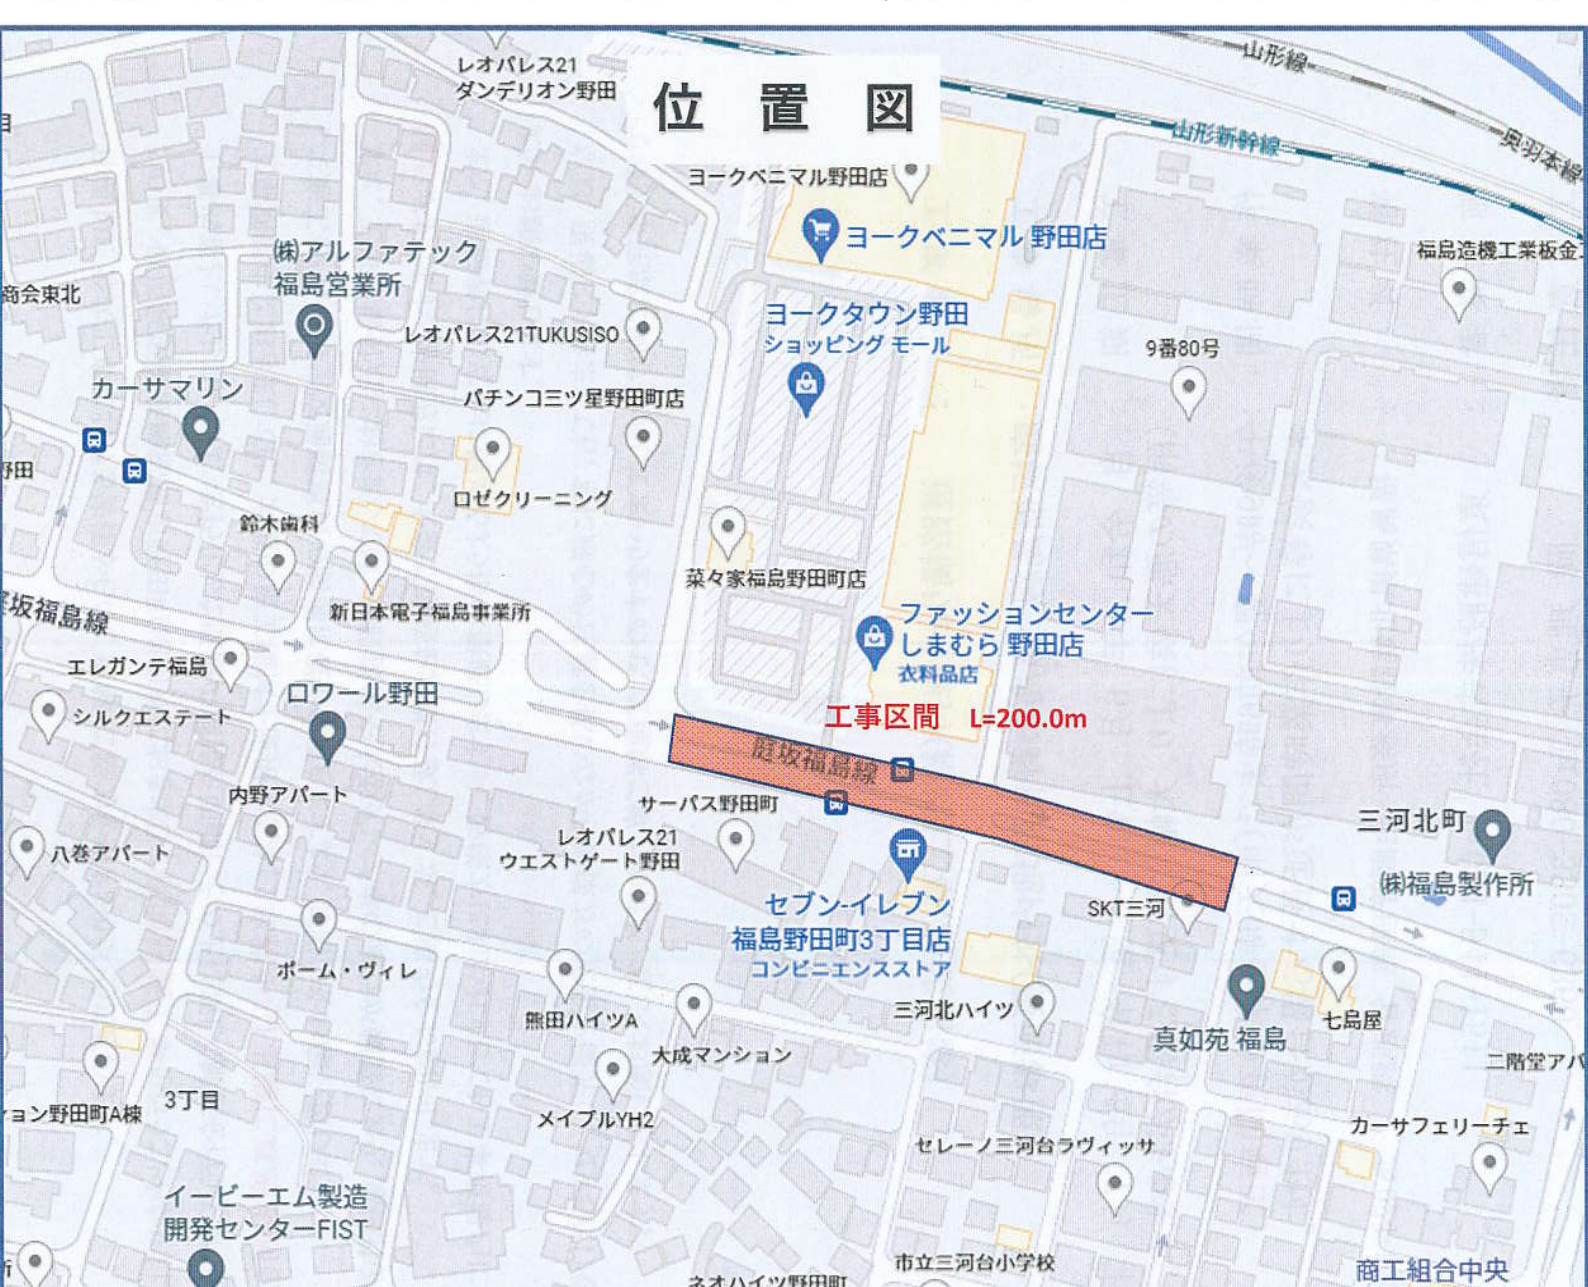 位 置 図
レオパレス21
ダンデリオン野田
山形線
山形新幹線
奥羽本線
ヨークベニマル野田店
ヨークベニマル 野田店
福島造機工業板金
㈱アルファテック
福島営業所
商会東北
レオパレス21TUKUSISO
ヨークタウン野田
ショッピング モール
9番80号
カーサマリン
パチンコ三ツ星野田町店
野田
ロゼクリーニング
鈴木歯科
菜々家福島野田町店
新日本電子福島事業所
庭坂福島線
ファッションセンター
しまむら 野田店
衣料品店
エレガンテ福島
ロワール野田
シルクエステート
工事区間 L=200.0m
庭坂福島線
内野アパート
サーパス野田町
三河北町
八巻アパート
レオパレス21
ウエストゲート野田
㈱福島製作所
セブン-イレブン
福島野田町3丁目店
コンビニエンスストア
SKT三河
ボーム・ヴィレ
熊田ハイツA
三河北ハイツ
七島屋
真如苑 福島
大成マンション
二階堂アパ
ョン野田町A棟
3丁目
メイプルYH2
カーサフェリーチェ
セレーノ三河台ラヴィッサ
イービーエム製造
開発センターFIST
市立三河台小学校
ネオハイツ野田町
商工組合中央